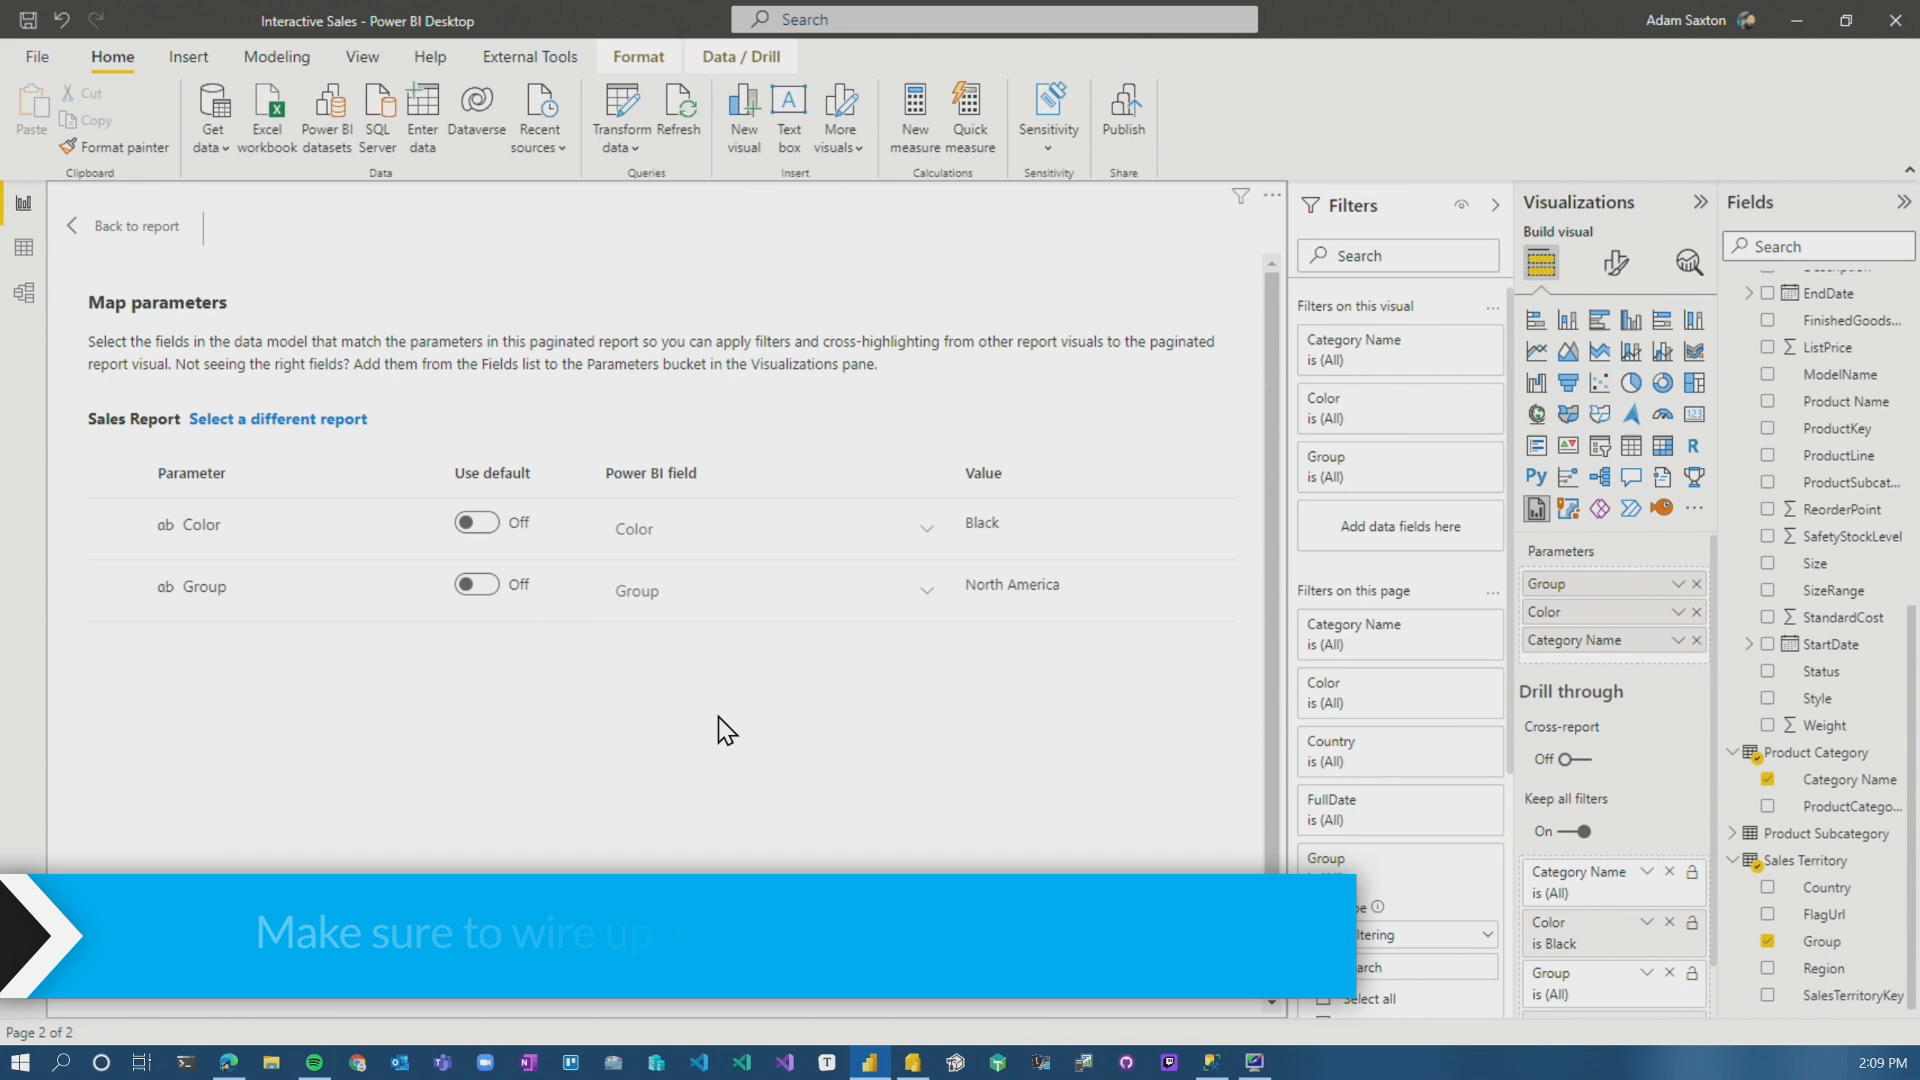 Interactive Sales - Power BI Desktop
Search
Adam Saxton
File
Home
Insert
Modeling
View
Help
External Tools
Format
Data / Drill
Paste
Cut
Copy
Format painter
Clipboard
Get data
Excel workbook
Power BI datasets
SQL Server
Enter data
Dataverse
Recent sources
Data
Transform data
Refresh
Queries
New visual
Text box
More visuals
Insert
New measure
Quick measure
Calculations
Sensitivity
Sensitivity
Publish
Share
Back to report
Map parameters
Select the fields in the data model that match the parameters in this paginated report so you can apply filters and cross-highlighting from other report visuals to the paginated
report visual. Not seeing the right fields? Add them from the Fields list to the Parameters bucket in the Visualizations pane.
Sales Report Select a different report
Parameter Use default Power BI field Value
ab Color Off Color Black
ab Group Off Group North America
Make sure to wire up
Filters
Search
Filters on this visual
Category Name
is (All)
Color
is (All)
Group
is (All)
Add data fields here
Filters on this page
Category Name
is (All)
Color
is (All)
Country
is (All)
FullDate
is (All)
Group
pe
ltering
arch
Select all
Visualizations
Build visual
123
R
Py
Parameters
Group
Color
Category Name
Drill through
Cross-report
Off
Keep all filters
On
Category Name
is (All)
Color
is Black
Group
is (All)
Fields
Search
EndDate
FinishedGoods...
ListPrice
ModelName
Product Name
ProductKey
ProductLine
ProductSubcat...
ReorderPoint
SafetyStockLevel
Size
SizeRange
StandardCost
StartDate
Status
Style
Weight
Product Category
Category Name
ProductCatego...
Product Subcategory
Sales Territory
Country
FlagUrl
Group
Region
SalesTerritoryKey
Page 2 of 2
2:09 PM